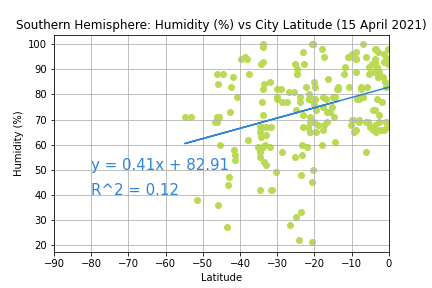 Southern Hemisphere: Humidity (%) vs City Latitude (15 April 2021)
100
90
80
70
60
50
40
30
20
Humidity (%)
y = 0.41x + 82.91
R^2 = 0.12
−90 −80 −70 −60 −50 −40 −30 −20 −10 0
Latitude